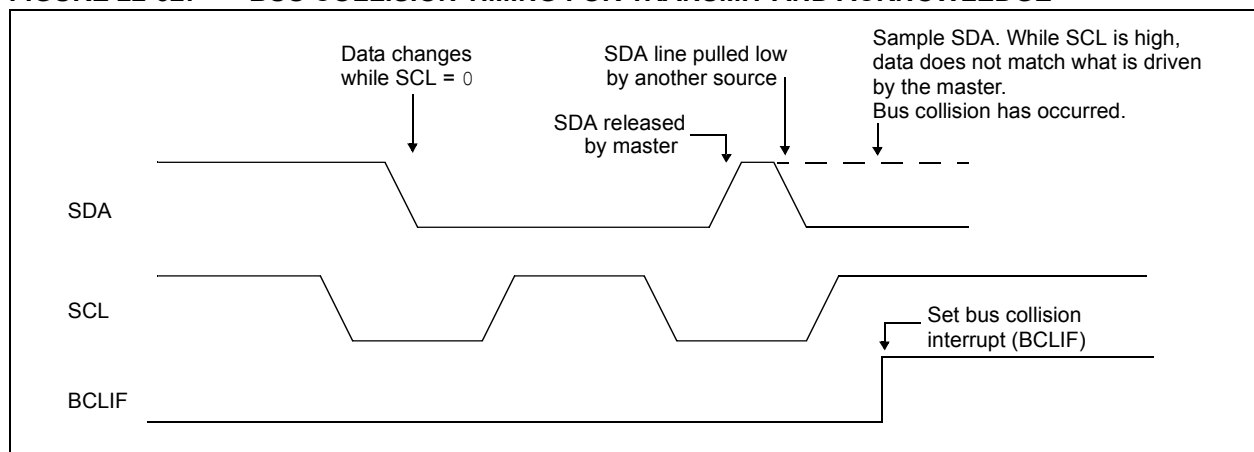 Data changes
while SCL = 0
SDA line pulled low
by another source
SDA released
by master
Sample SDA. While SCL is high,
data does not match what is driven
by the master.
Bus collision has occurred.
SDA
SCL
Set bus collision
interrupt (BCLIF)
BCLIF